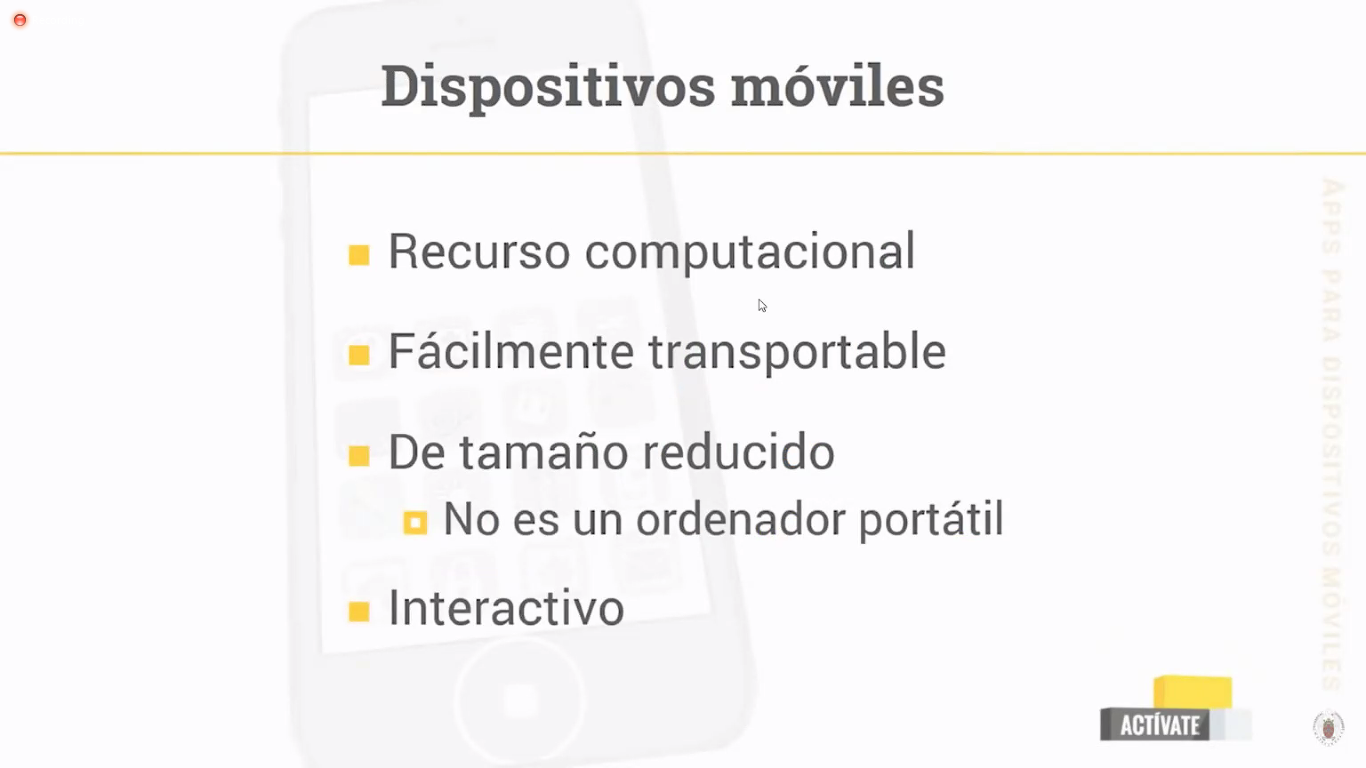 Dispositivos móviles
Recurso computacional
Fácilmente transportable
De tamaño reducido
No es un ordenador portátil
Interactivo
APPS PARA DISPOSITIVOS MÓVILES
ACTÍVATE